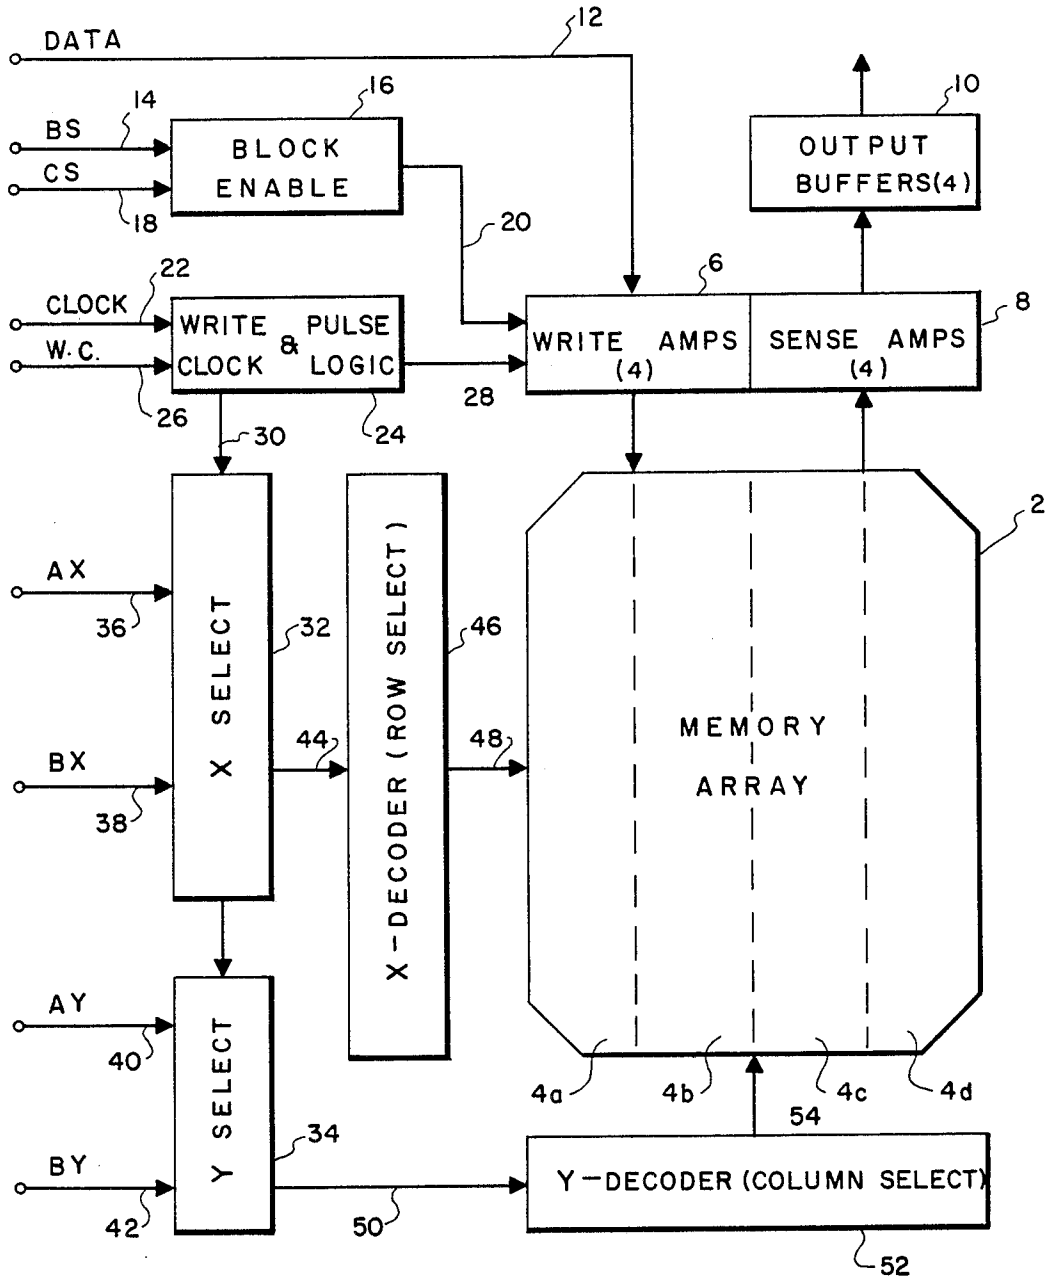 DATA
12
BS
14
16
CS
18
BLOCK
ENABLE
20
10
OUTPUT
BUFFERS(4)
CLOCK
22
W.C.
26
WRITE & PULSE
CLOCK LOGIC
24
28
30
6
WRITE AMPS
(4)
SENSE AMPS
(4)
8
2
AX
36
BX
38
X SELECT
32
44
X-DECODER (ROW SELECT)
46
48
MEMORY
ARRAY
4a
4b
4c
4d
54
AY
40
BY
42
Y SELECT
34
50
Y-DECODER (COLUMN SELECT)
52